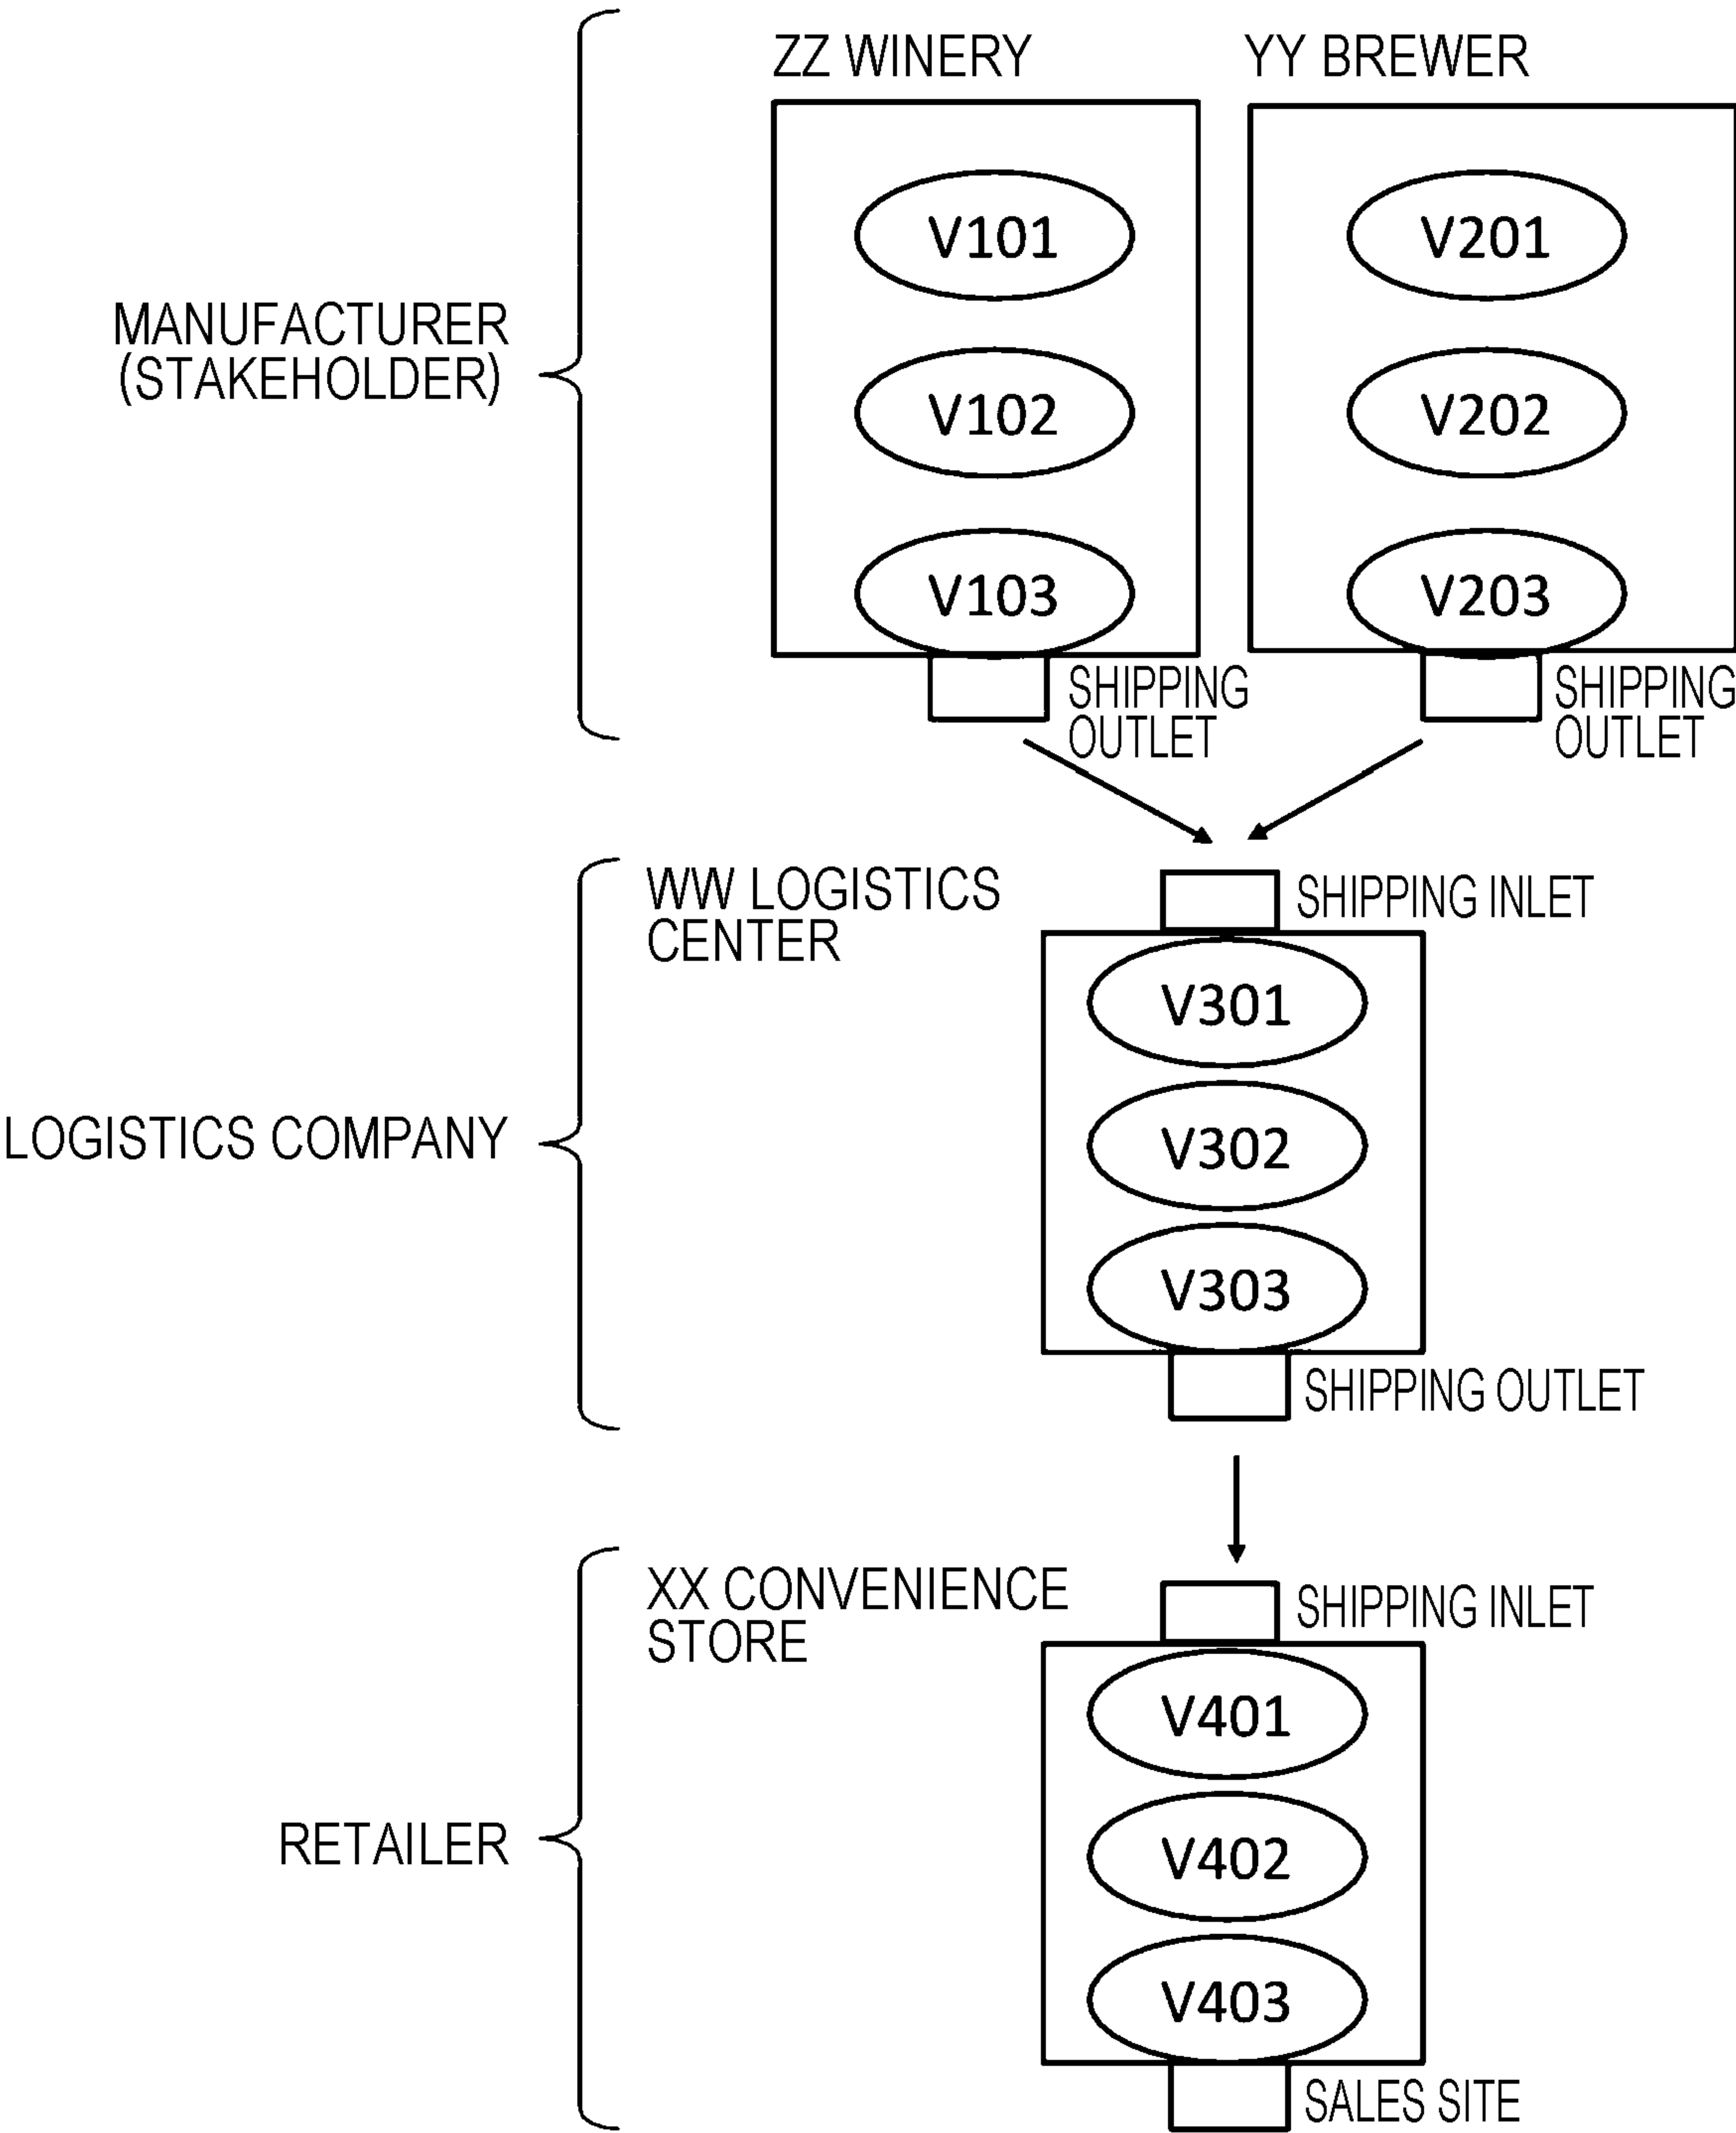 ZZ WINERY
YY BREWER
MANUFACTURER
(STAKEHOLDER)
V101
V201
V102
V202
V103
V203
SHIPPING
OUTLET
SHIPPING
OUTLET
WW LOGISTICS
CENTER
SHIPPING INLET
LOGISTICS COMPANY
V301
V302
V303
SHIPPING OUTLET
XX CONVENIENCE
STORE
SHIPPING INLET
RETAILER
V401
V402
V403
SALES SITE